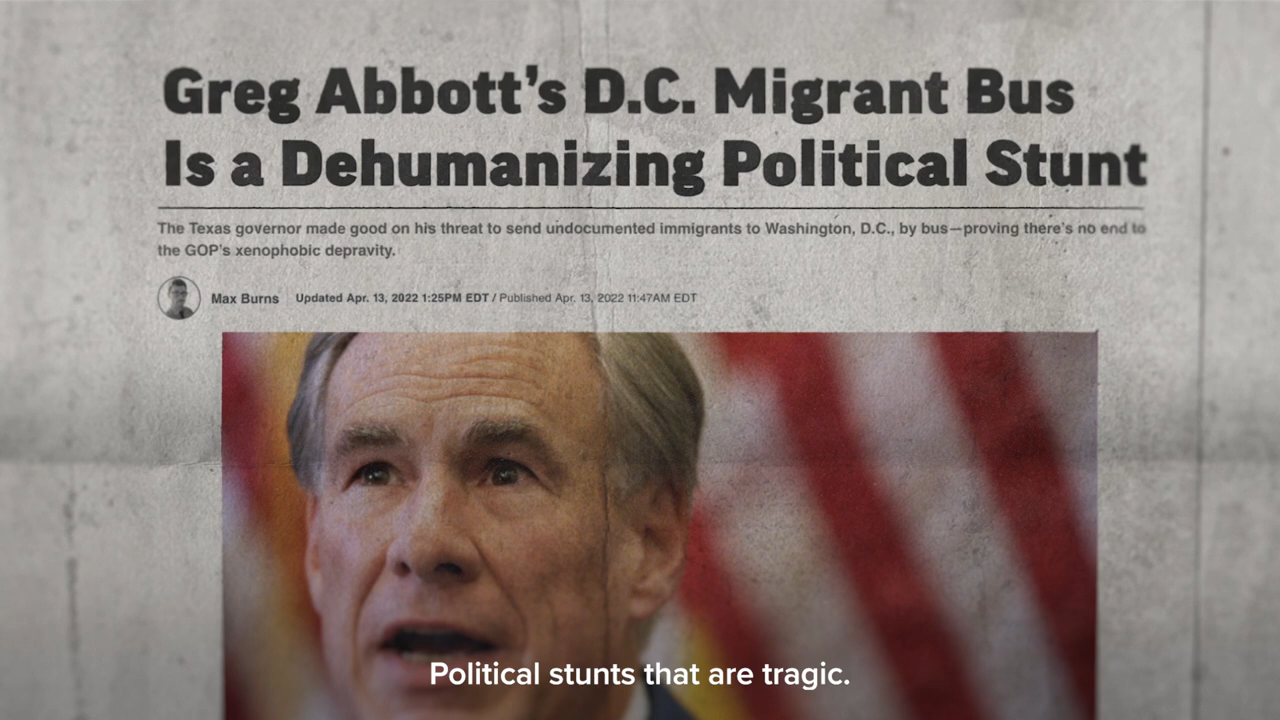 Greg Abbott’s D.C. Migrant Bus
Is a Dehumanizing Political Stunt
The Texas governor made good on his threat to send undocumented immigrants to Washington, D.C., by bus—proving there’s no end to
the GOP’s xenophobic depravity.
Max Burns Updated Apr. 13, 2022 1:25PM EDT / Published Apr. 13, 2022 11:47AM EDT
Political stunts that are tragic.